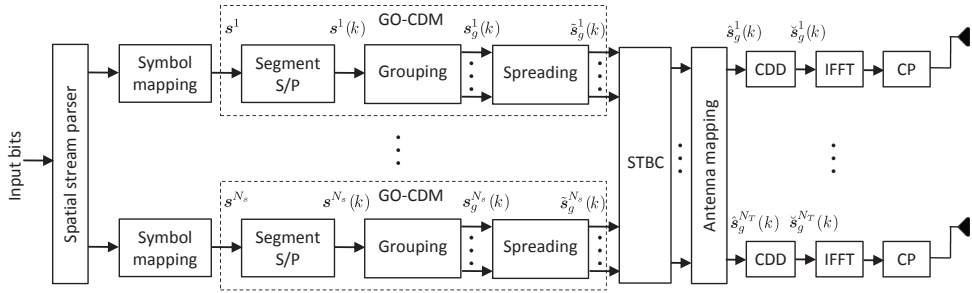 GO-CDM
Input bits
Spatial stream parser
Symbol mapping
s^1
Segment S/P
s^1(k)
Grouping
s_g^1(k)
Spreading
s̃_g^1(k)
STBC
Antenna mapping
ŝ_g^1(k)
CDD
š_g^1(k)
IFFT
CP
GO-CDM
Symbol mapping
s^{N_s}
Segment S/P
s^{N_s}(k)
Grouping
s_g^{N_s}(k)
Spreading
s̃_g^{N_s}(k)
ŝ_g^{N_T}(k)
CDD
š_g^{N_T}(k)
IFFT
CP